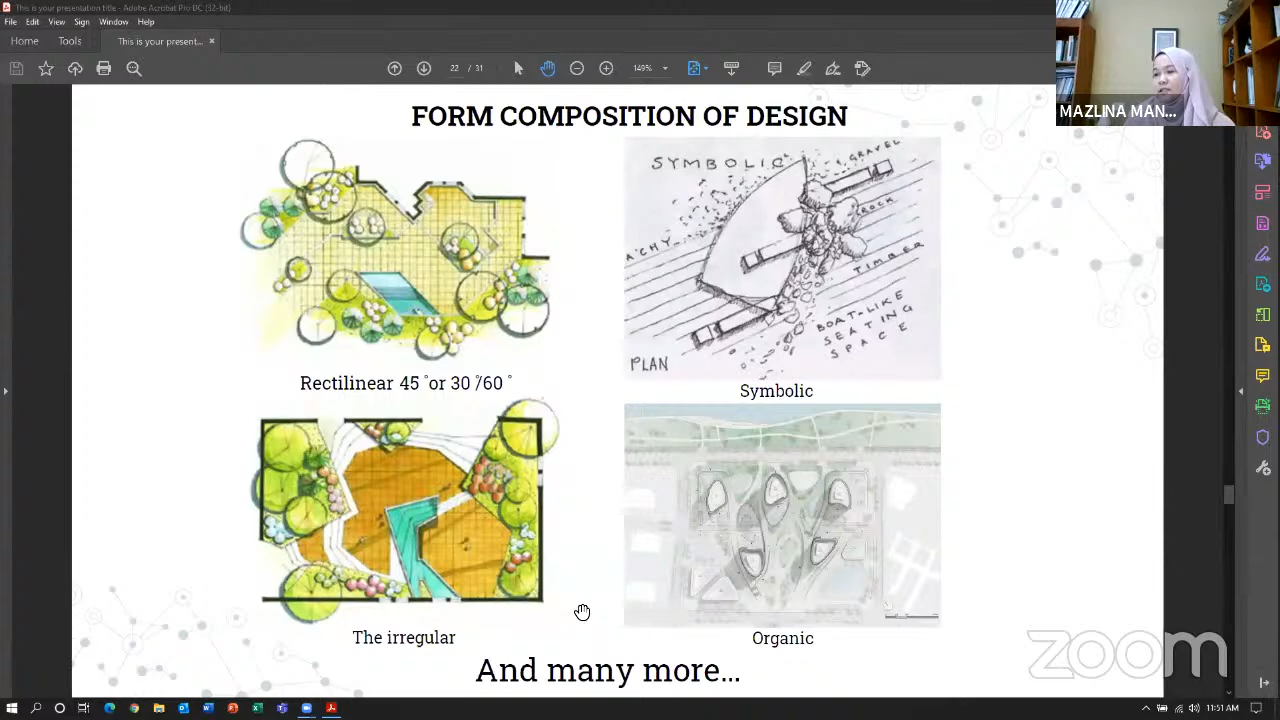 This is your presentation title - Adobe Acrobat Pro DC (32-bit)
File Edit View Sign Window Help
Home Tools This is your present... ×
22 / 31 149%
MAZLINA MAN...
FORM COMPOSITION OF DESIGN
SYMBOLIC
GRAVEL
ROCK
ACHY
TIMBER
BOAT-LIKE
SEATING
SPACE
PLAN
Rectilinear 45 °or 30 °/60 °
Symbolic
The irregular
Organic
And many more...
zoom
11:51 AM